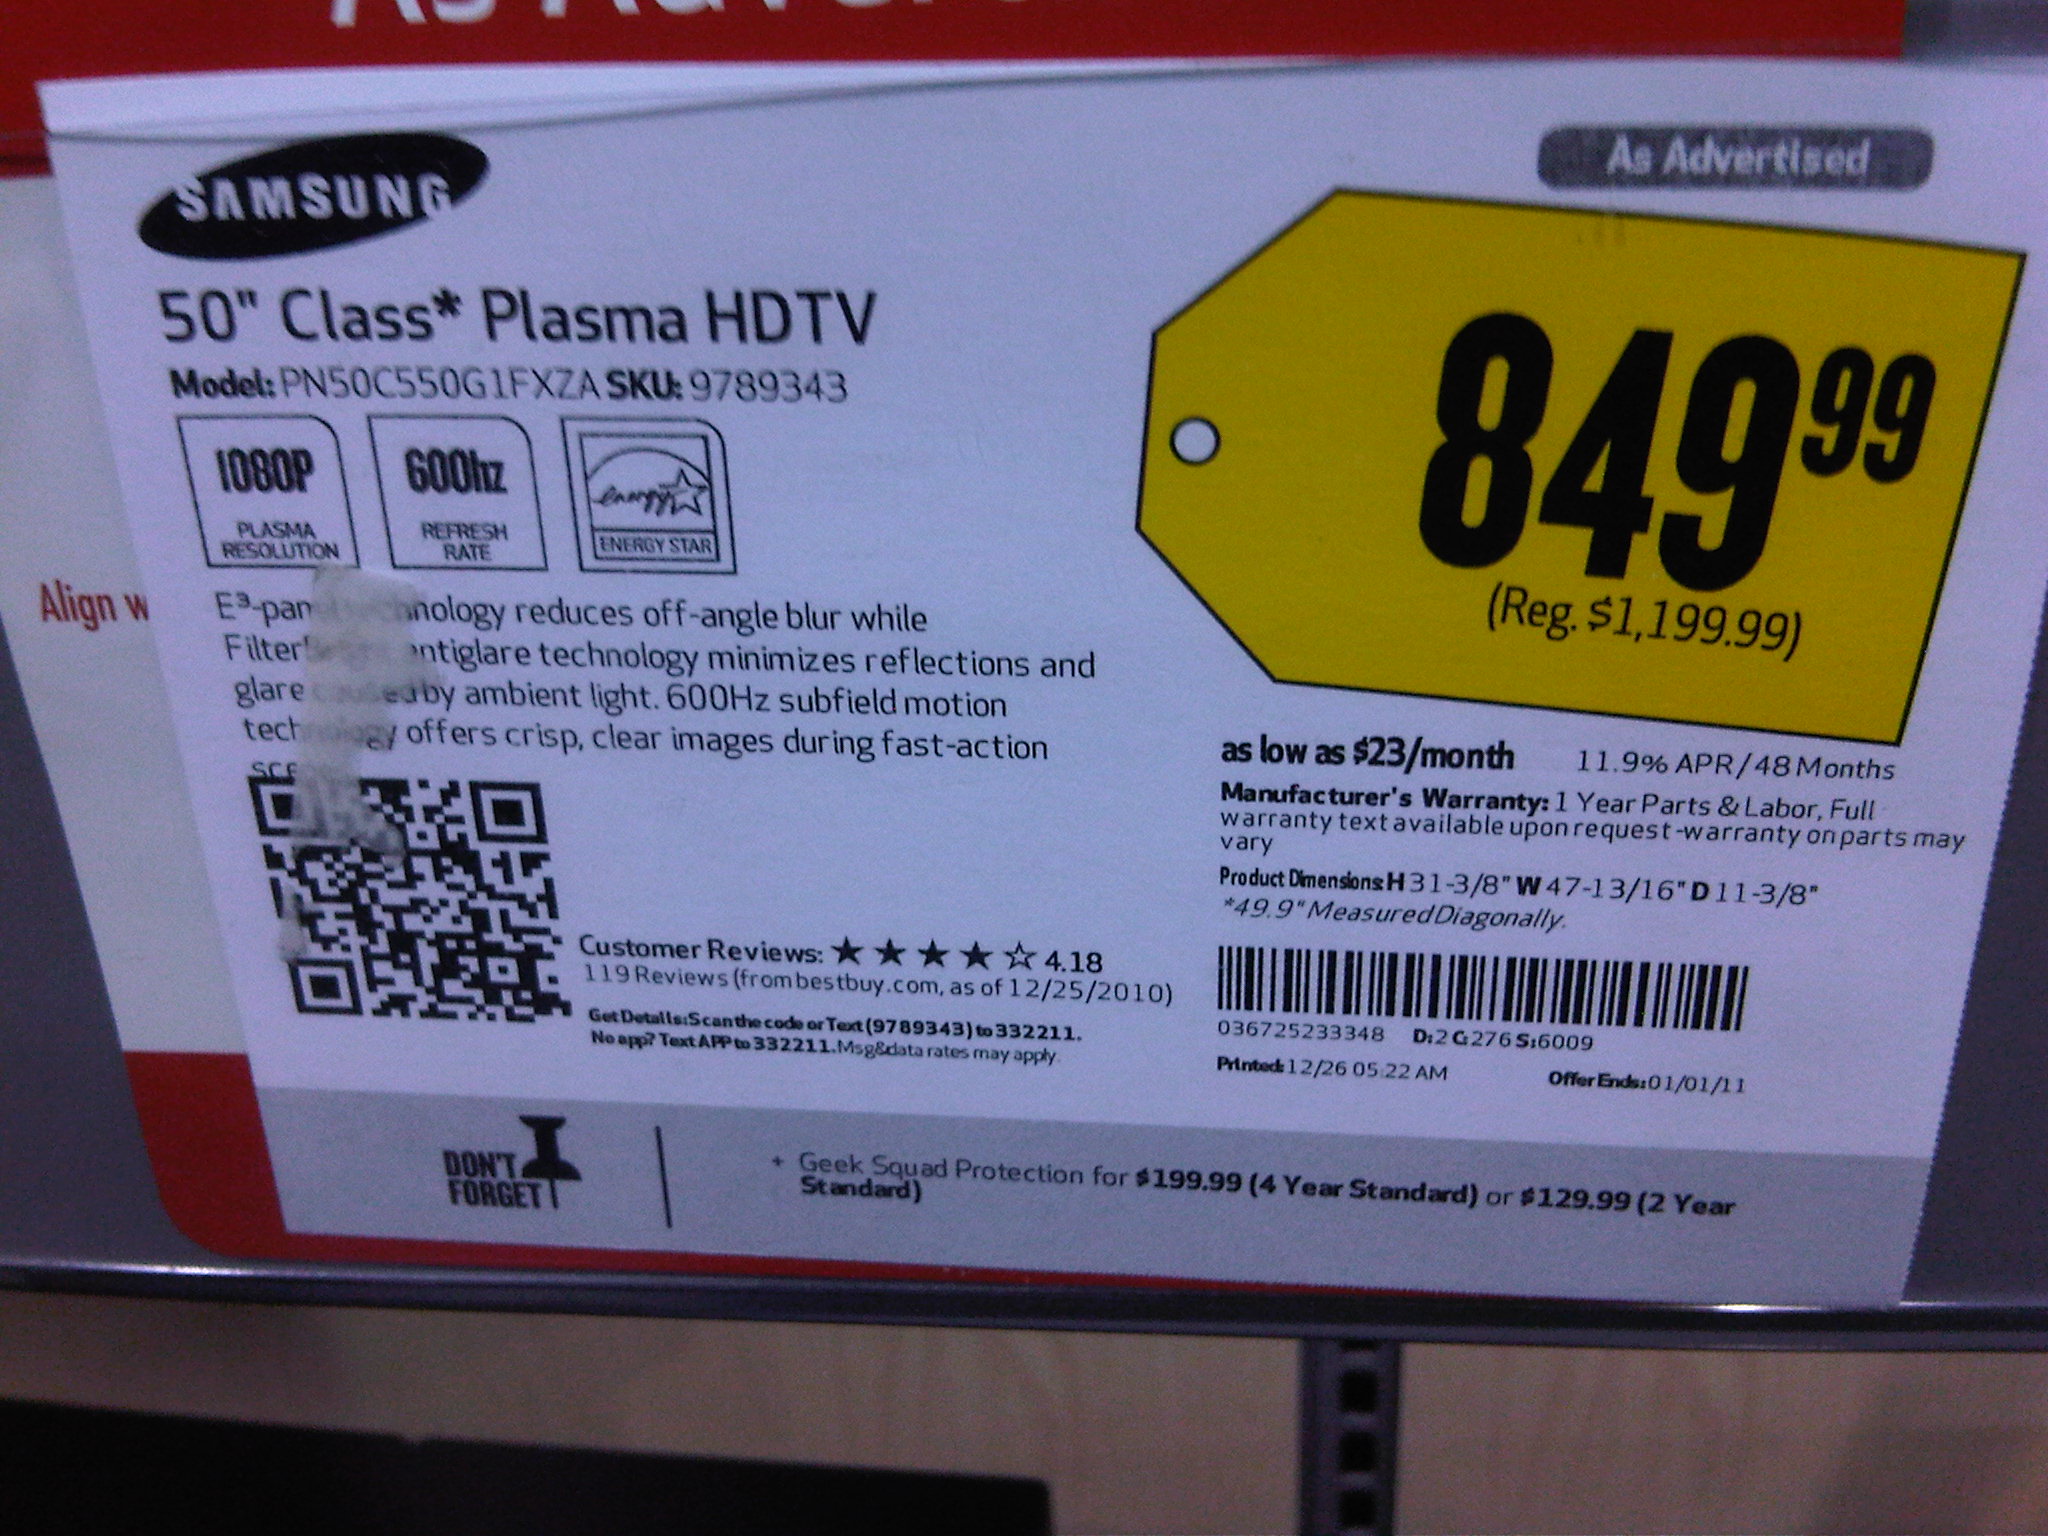 As Adver
As Advertised
SAMSUNG
50" Class* Plasma HDTV
Model: PN50C550G1FXZA SKU: 9789343
1080P
PLASMA
RESOLUTION
600hz
REFRESH
RATE
energy
ENERGY STAR
849 99
(Reg. $1,199.99)
Align w
E³-pan nology reduces off-angle blur while
Filter antiglare technology minimizes reflections and
glare by ambient light. 600Hz subfield motion
technology offers crisp, clear images during fast-action
as low as $23/month 11.9% APR/48 Months
Manufacturer's Warranty: 1 Year Parts & Labor, Full
warranty text available upon request -warranty on parts may
vary
Product Dimensions: H 31-3/8" W 47-13/16" D 11-3/8"
*49.9" Measured Diagonally.
Customer Reviews: ★ ★ ★ ★ ☆ 4.18
119 Reviews (from bestbuy.com, as of 12/25/2010)
Get Details: Scan the code or Text (9789343) to 332211.
No app? Text APP to 332211. Msg&data rates may apply.
036725233348 D:2 C:276 S:6009
Printed: 12/26 05:22 AM Offer Ends: 01/01/11
DON'T
FORGET
+ Geek Squad Protection for $199.99 (4 Year Standard) or $129.99 (2 Year
Standard)